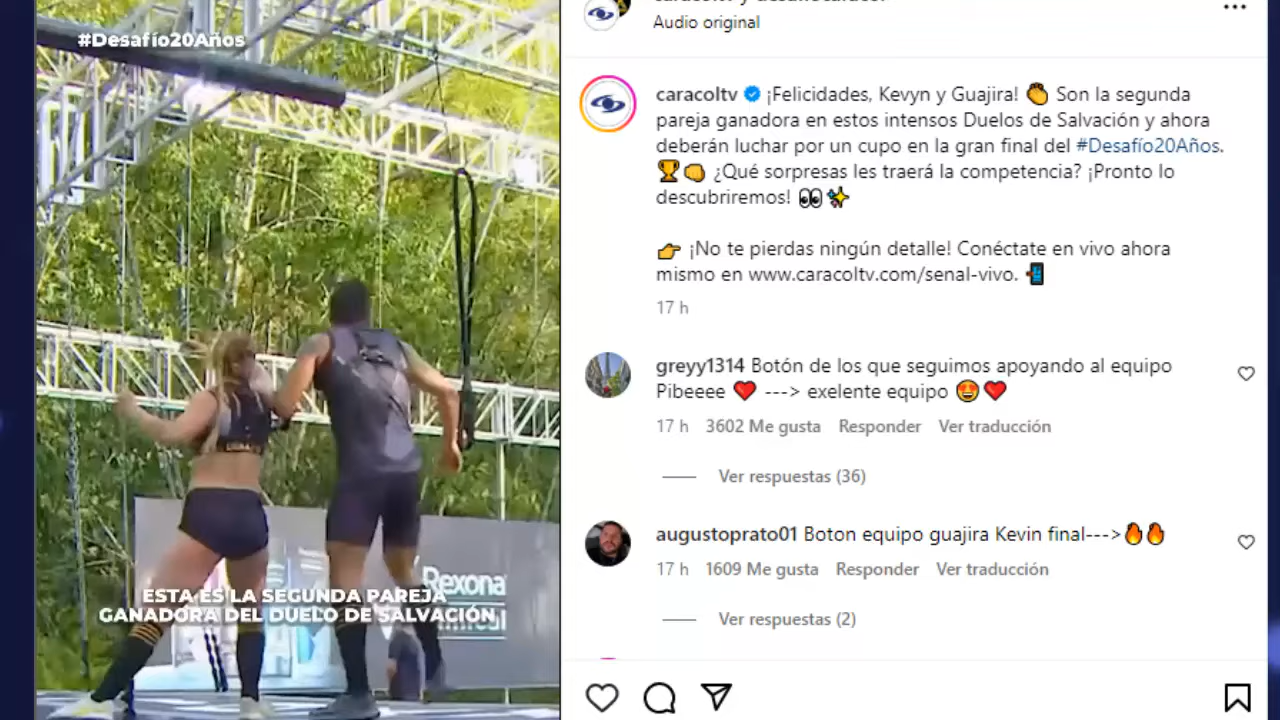 #Desafío20Años
ESTA ES LA SEGUNDA PAREJA
GANADORA DEL DUELO DE SALVACIÓN
Rexona
Audio original
caracoltv ¡Felicidades, Kevyn y Guajira! 👏 Son la segunda
pareja ganadora en estos intensos Duelos de Salvación y ahora
deberán luchar por un cupo en la gran final del #Desafío20Años.
🏆👊 ¿Qué sorpresas les traerá la competencia? ¡Pronto lo
descubriremos! 👀✨
👉 ¡No te pierdas ningún detalle! Conéctate en vivo ahora
mismo en www.caracoltv.com/senal-vivo. 📲
17 h
greyy1314 Botón de los que seguimos apoyando al equipo
Pibeeee ❤️ ---> exelente equipo 😍❤️
17 h 3602 Me gusta Responder Ver traducción
Ver respuestas (36)
augustoprato01 Boton equipo guajira Kevin final--->🔥🔥
17 h 1609 Me gusta Responder Ver traducción
Ver respuestas (2)